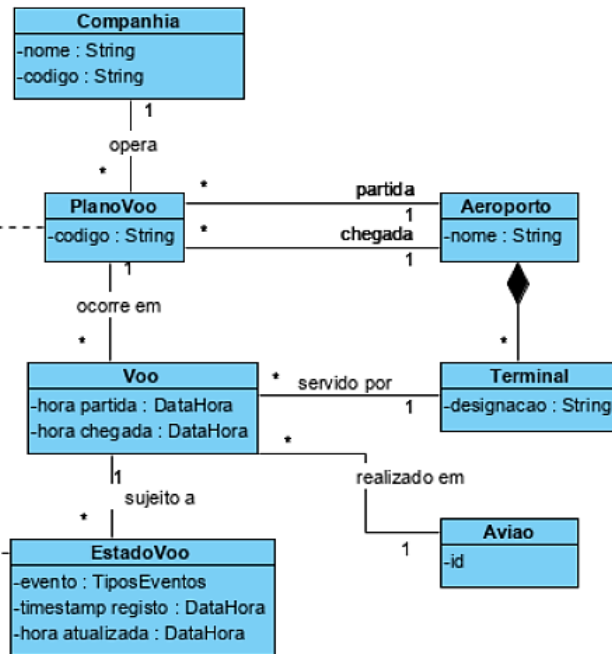 Companhia
-nome : String
-codigo : String
1
opera
*
*
partida
PlanoVoo
1
Aeroporto
-codigo : String
*
chegada
-nome : String
1
1
ocorre em
*
*
Voo
*
servido por
Terminal
-hora partida : DataHora
1
-designacao : String
-hora chegada : DataHora
*
1
realizado em
sujeito a
*
Aviao
EstadoVoo
1
-id
-evento : TiposEventos
-timestamp registo : DataHora
-hora atualizada : DataHora